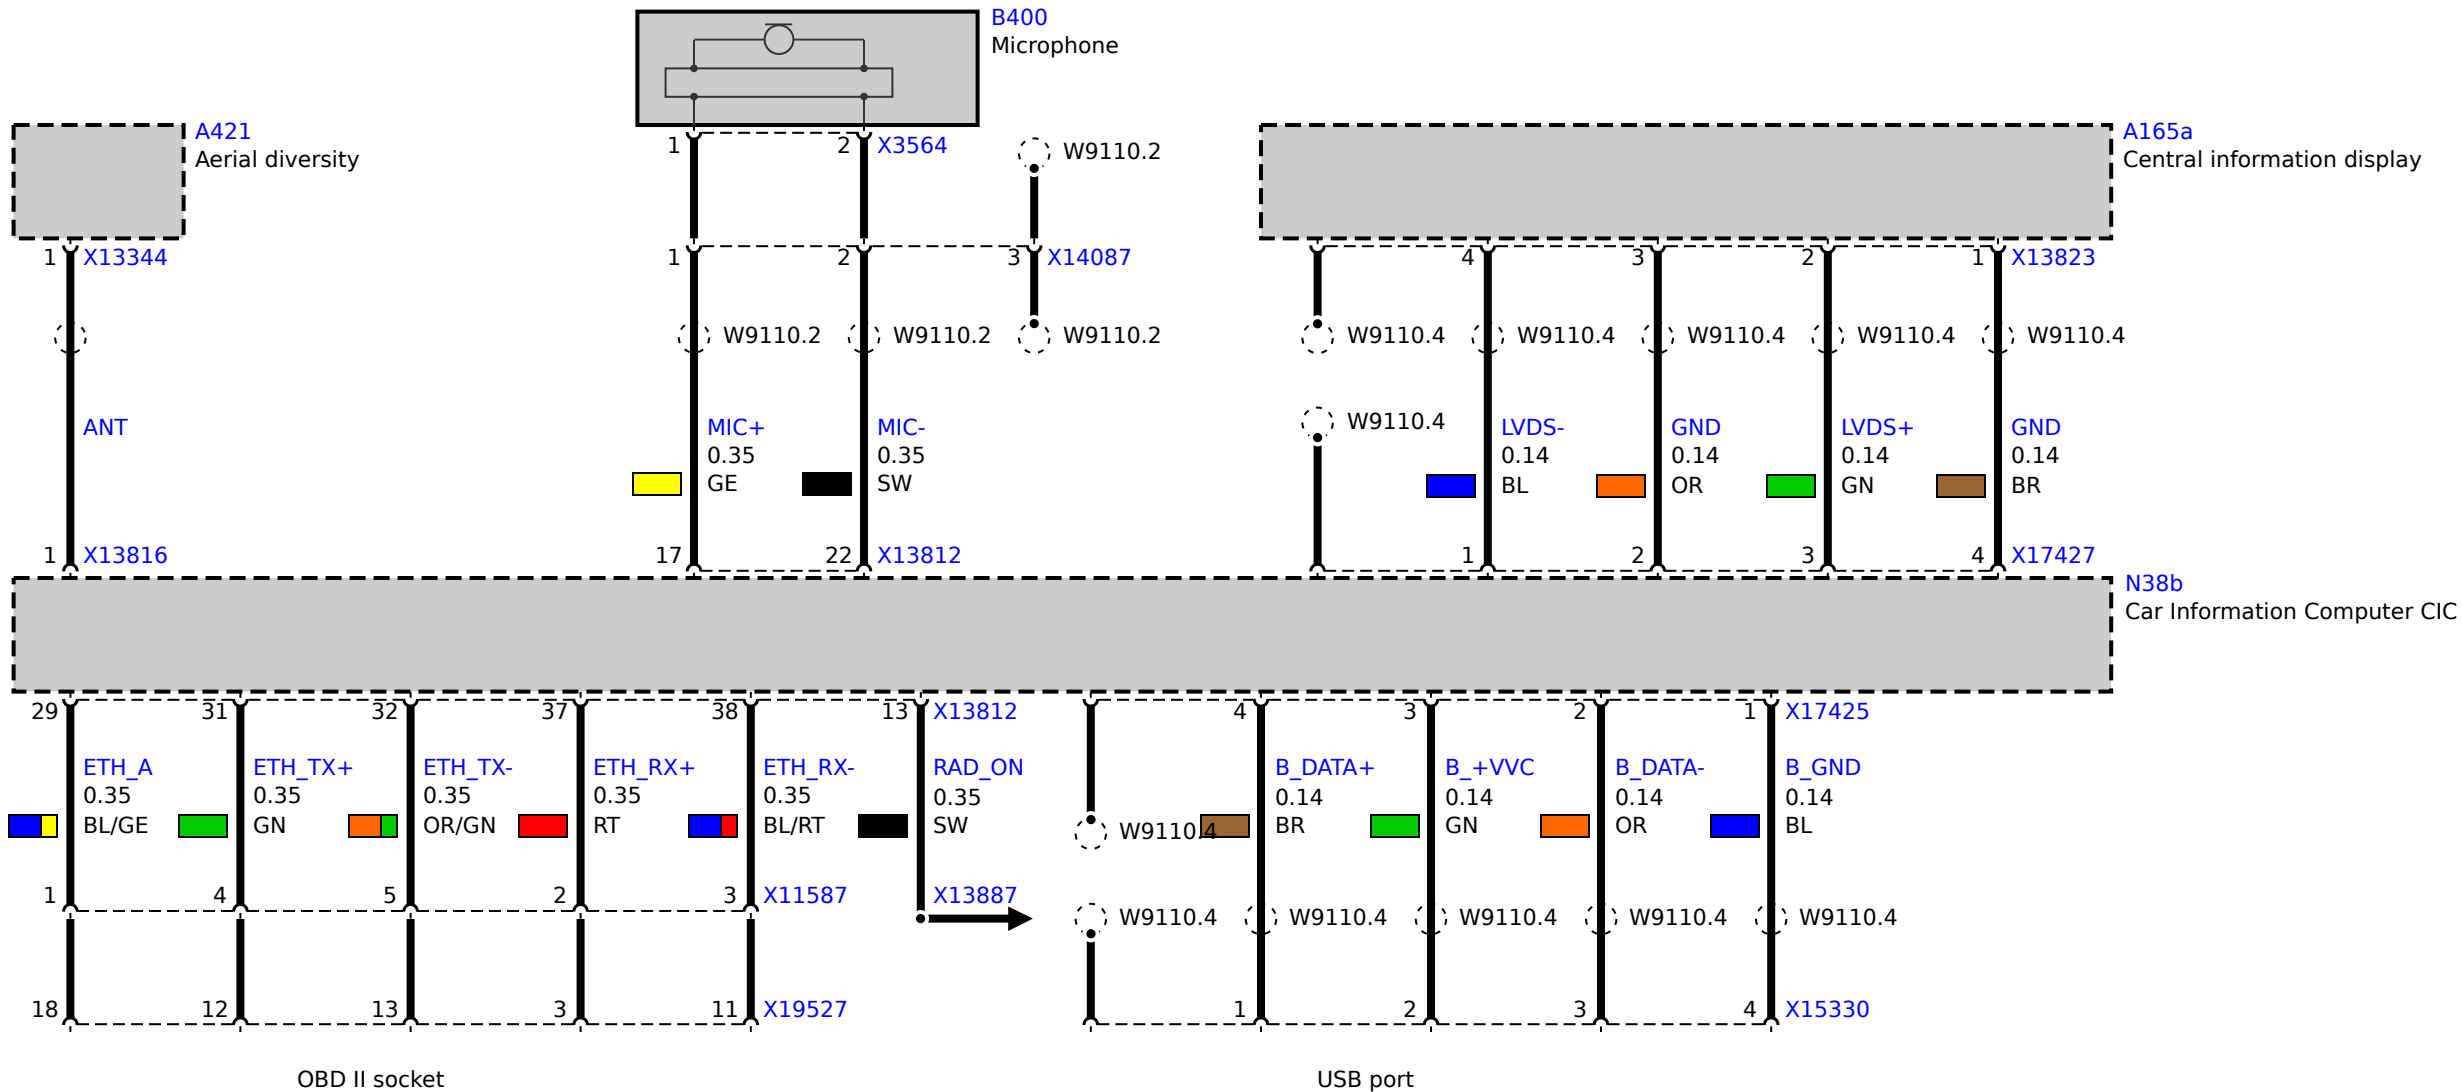 B400
Microphone
A421
Aerial diversity
A165a
Central information display
1 2 X3564
W9110.2
1 X13344
1 2 3 X14087
4 3 2 1 X13823
W9110.2 W9110.2 W9110.2
W9110.4 W9110.4 W9110.4 W9110.4 W9110.4
W9110.4
ANT
MIC+ MIC-
LVDS- GND LVDS+ GND
0.35 0.35
0.14 0.14 0.14 0.14
GE SW
BL OR GN BR
1 X13816
17 22 X13812
1 2 3 4 X17427
N38b
Car Information Computer CIC
29 31 32 37 38 13 X13812
4 3 2 1 X17425
ETH_A ETH_TX+ ETH_TX- ETH_RX+ ETH_RX- RAD_ON
B_DATA+ B_+VVC B_DATA- B_GND
0.35 0.35 0.35 0.35 0.35 0.35
0.14 0.14 0.14 0.14
BL/GE GN OR/GN RT BL/RT SW
BR GN OR BL
W9110.4
1 4 5 2 3 X11587
X13887
W9110.4 W9110.4 W9110.4 W9110.4 W9110.4
18 12 13 3 11 X19527
1 2 3 4 X15330
OBD II socket
USB port